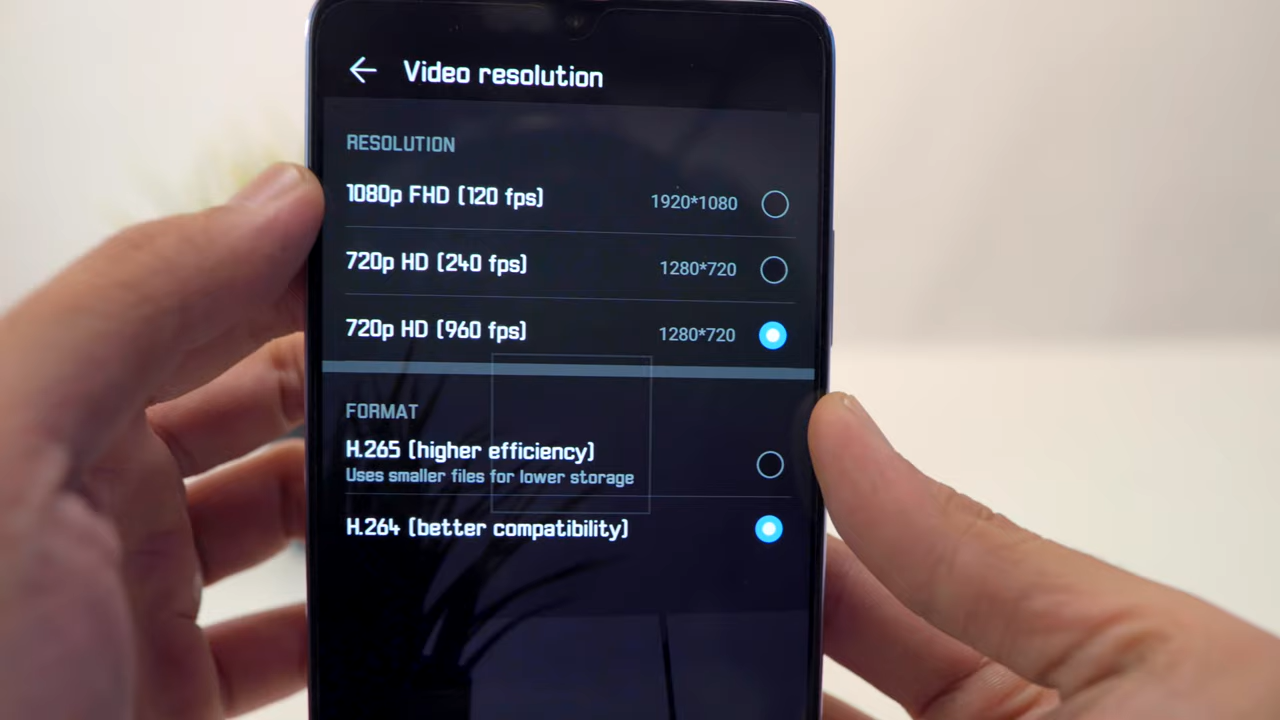 Video resolution
RESOLUTION
1080p FHD (120 fps) 1920*1080
720p HD (240 fps) 1280*720
720p HD (960 fps) 1280*720
FORMAT
H.265 (higher efficiency)
Uses smaller files for lower storage
H.264 (better compatibility)